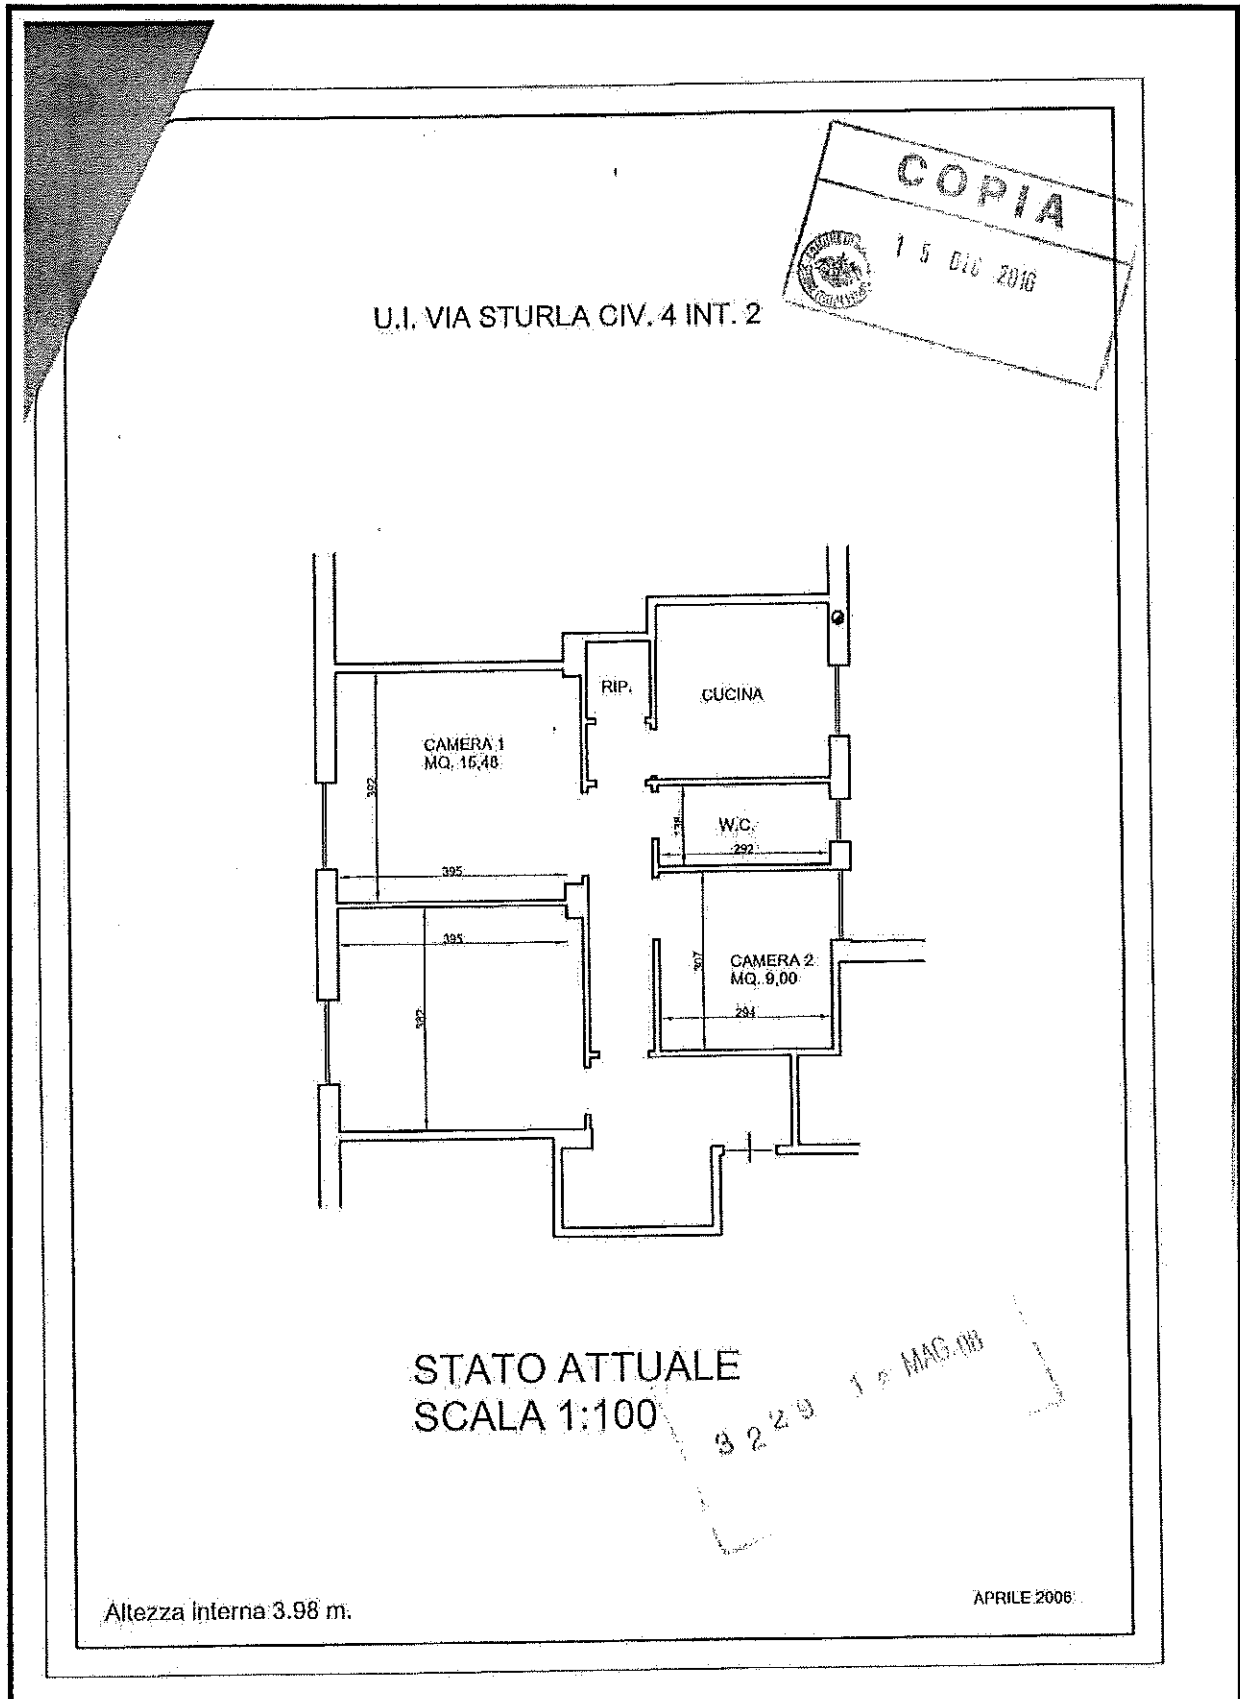 COPIA
15 DIC 2016
U.I. VIA STURLA CIV. 4 INT. 2
RIP.
CUCINA
CAMERA 1
MQ. 15,48
392
W.C.
138
292
395
395
CAMERA 2
MQ. 9,00
307
294
382
STATO ATTUALE
SCALA 1:100
3229
MAG. 08
Altezza interna 3.98 m.
APRILE 2006